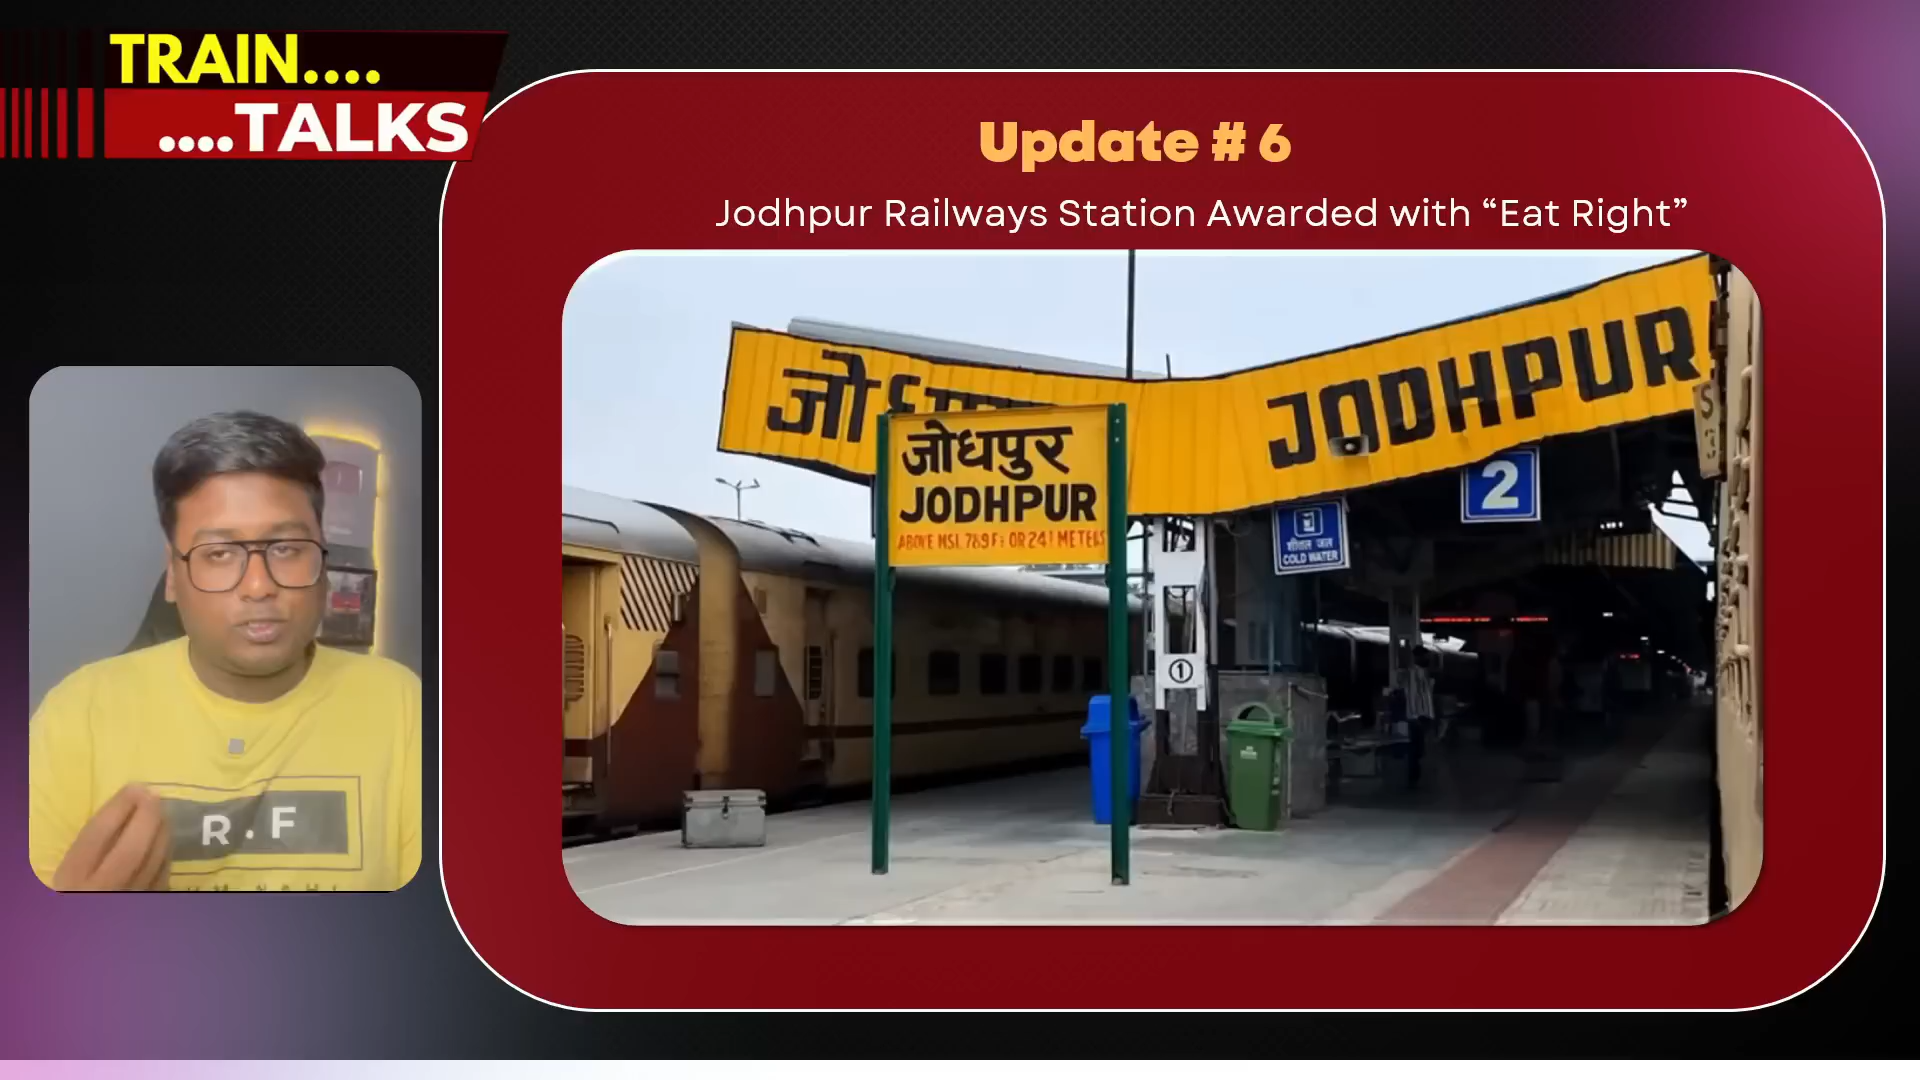 TRAIN....
....TALKS
Update # 6
Jodhpur Railways Station Awarded with “Eat Right”
JODHPUR
जोधपुर
JODHPUR
ABOVE MSL 789 F: OR 241 METERS
2
शीतल जल
COLD WATER
1
R.F